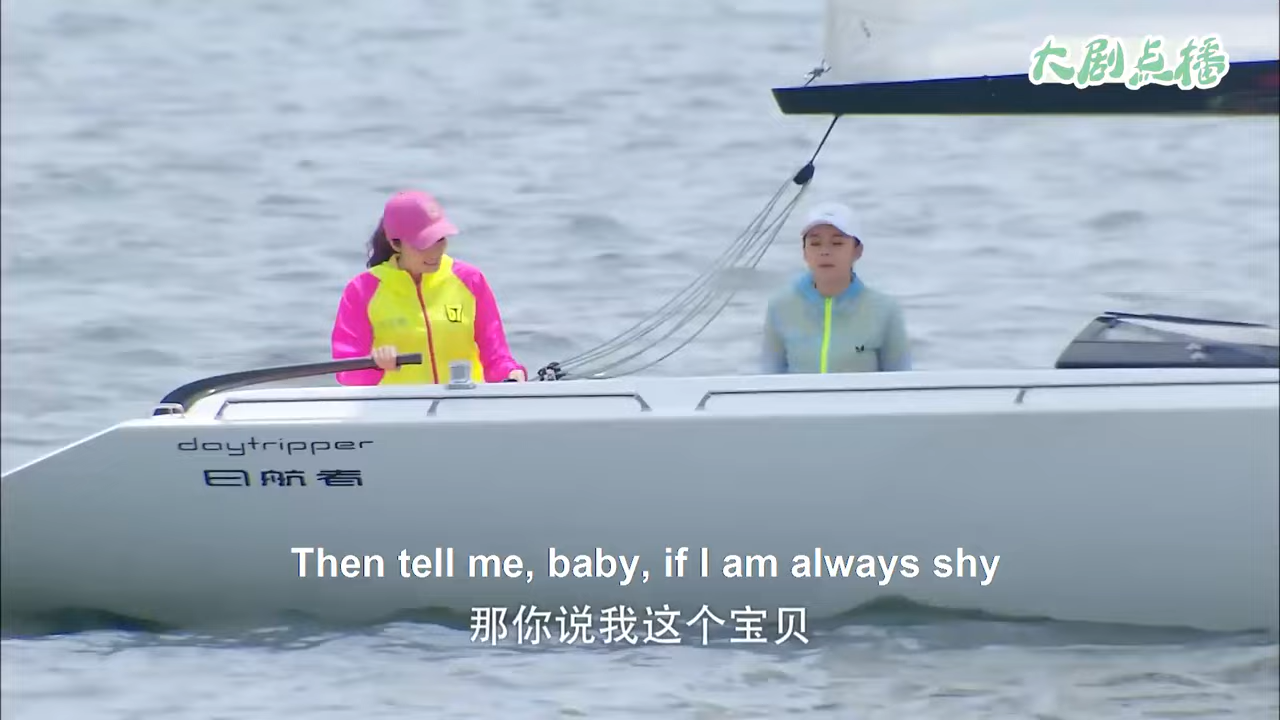 大剧点播
daytripper
日航者
Then tell me, baby, if I am always shy
那你说我这个宝贝